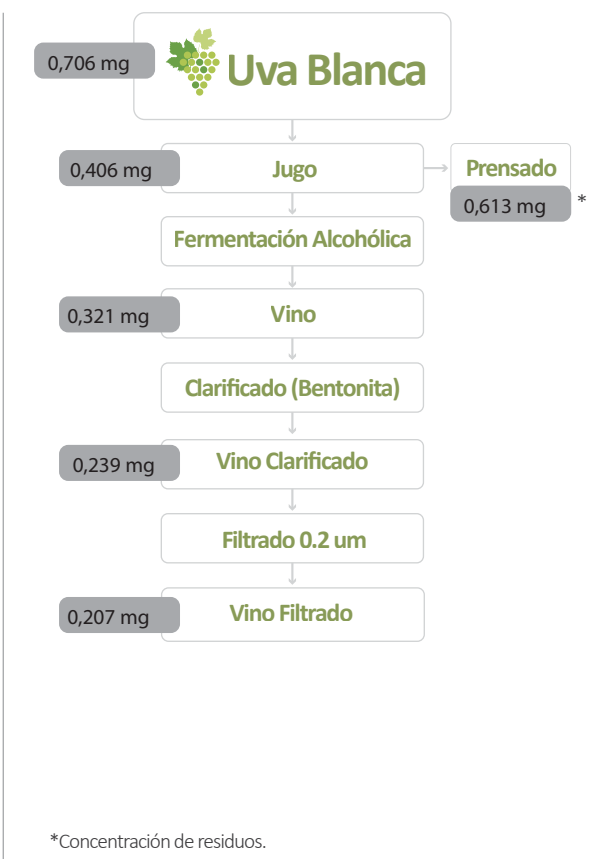 0,706 mg
Uva Blanca
0,406 mg
Jugo
Prensado
0,613 mg *
Fermentación Alcohólica
0,321 mg
Vino
Clarificado (Bentonita)
0,239 mg
Vino Clarificado
Filtrado 0.2 um
0,207 mg
Vino Filtrado
*Concentración de residuos.